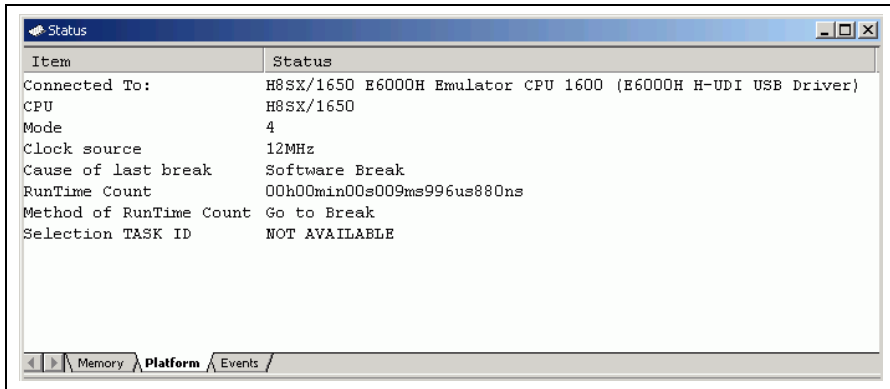 Status
Item Status
Connected To: H8SX/1650 E6000H Emulator CPU 1600 (E6000H H-UDI USB Driver)
CPU H8SX/1650
Mode 4
Clock source 12MHz
Cause of last break Software Break
RunTime Count 00h00min00s009ms996us880ns
Method of RunTime Count Go to Break
Selection TASK ID NOT AVAILABLE
Memory Platform Events